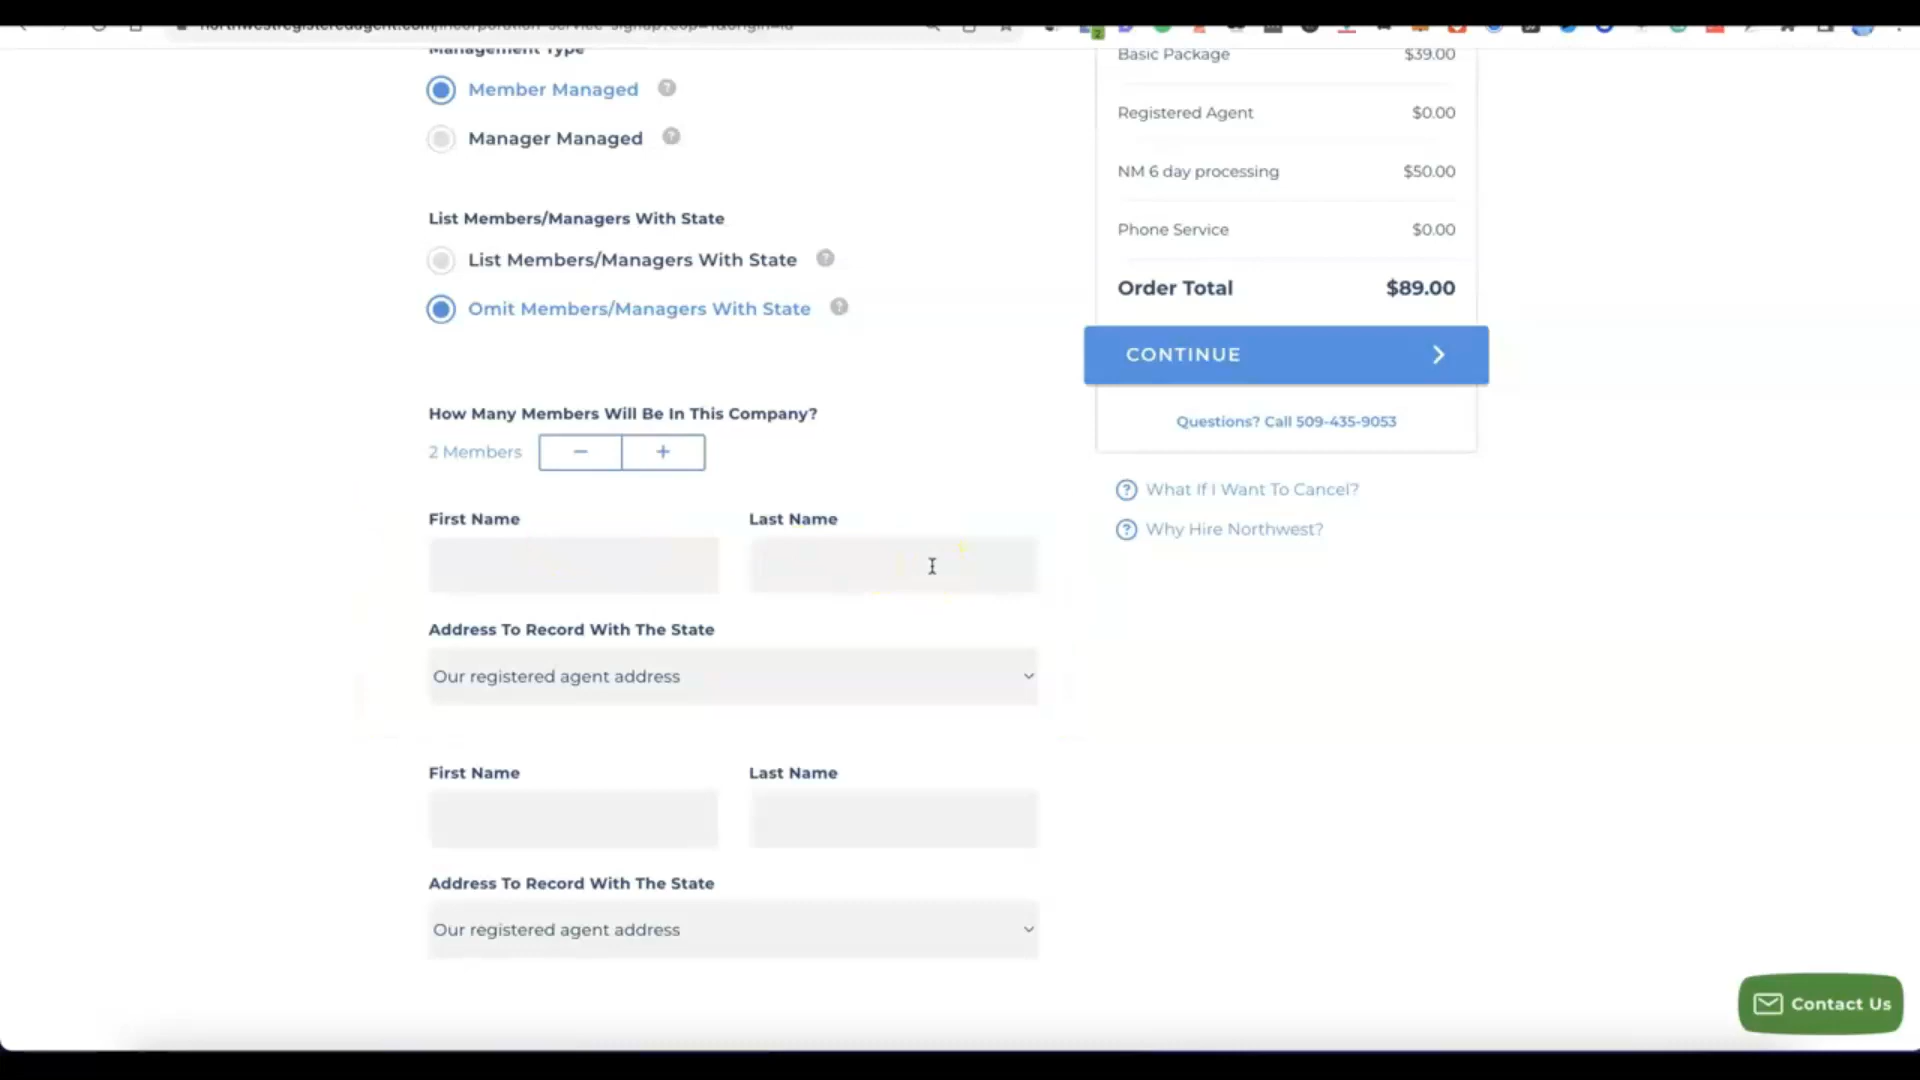 Management Type
Member Managed
Manager Managed
List Members/Managers With State
List Members/Managers With State
Omit Members/Managers With State
How Many Members Will Be In This Company?
2 Members − +
First Name Last Name
Address To Record With The State
Our registered agent address
First Name Last Name
Address To Record With The State
Our registered agent address
Basic Package $39.00
Registered Agent $0.00
NM 6 day processing $50.00
Phone Service $0.00
Order Total $89.00
CONTINUE
Questions? Call 509-435-9053
What If I Want To Cancel?
Why Hire Northwest?
Contact Us